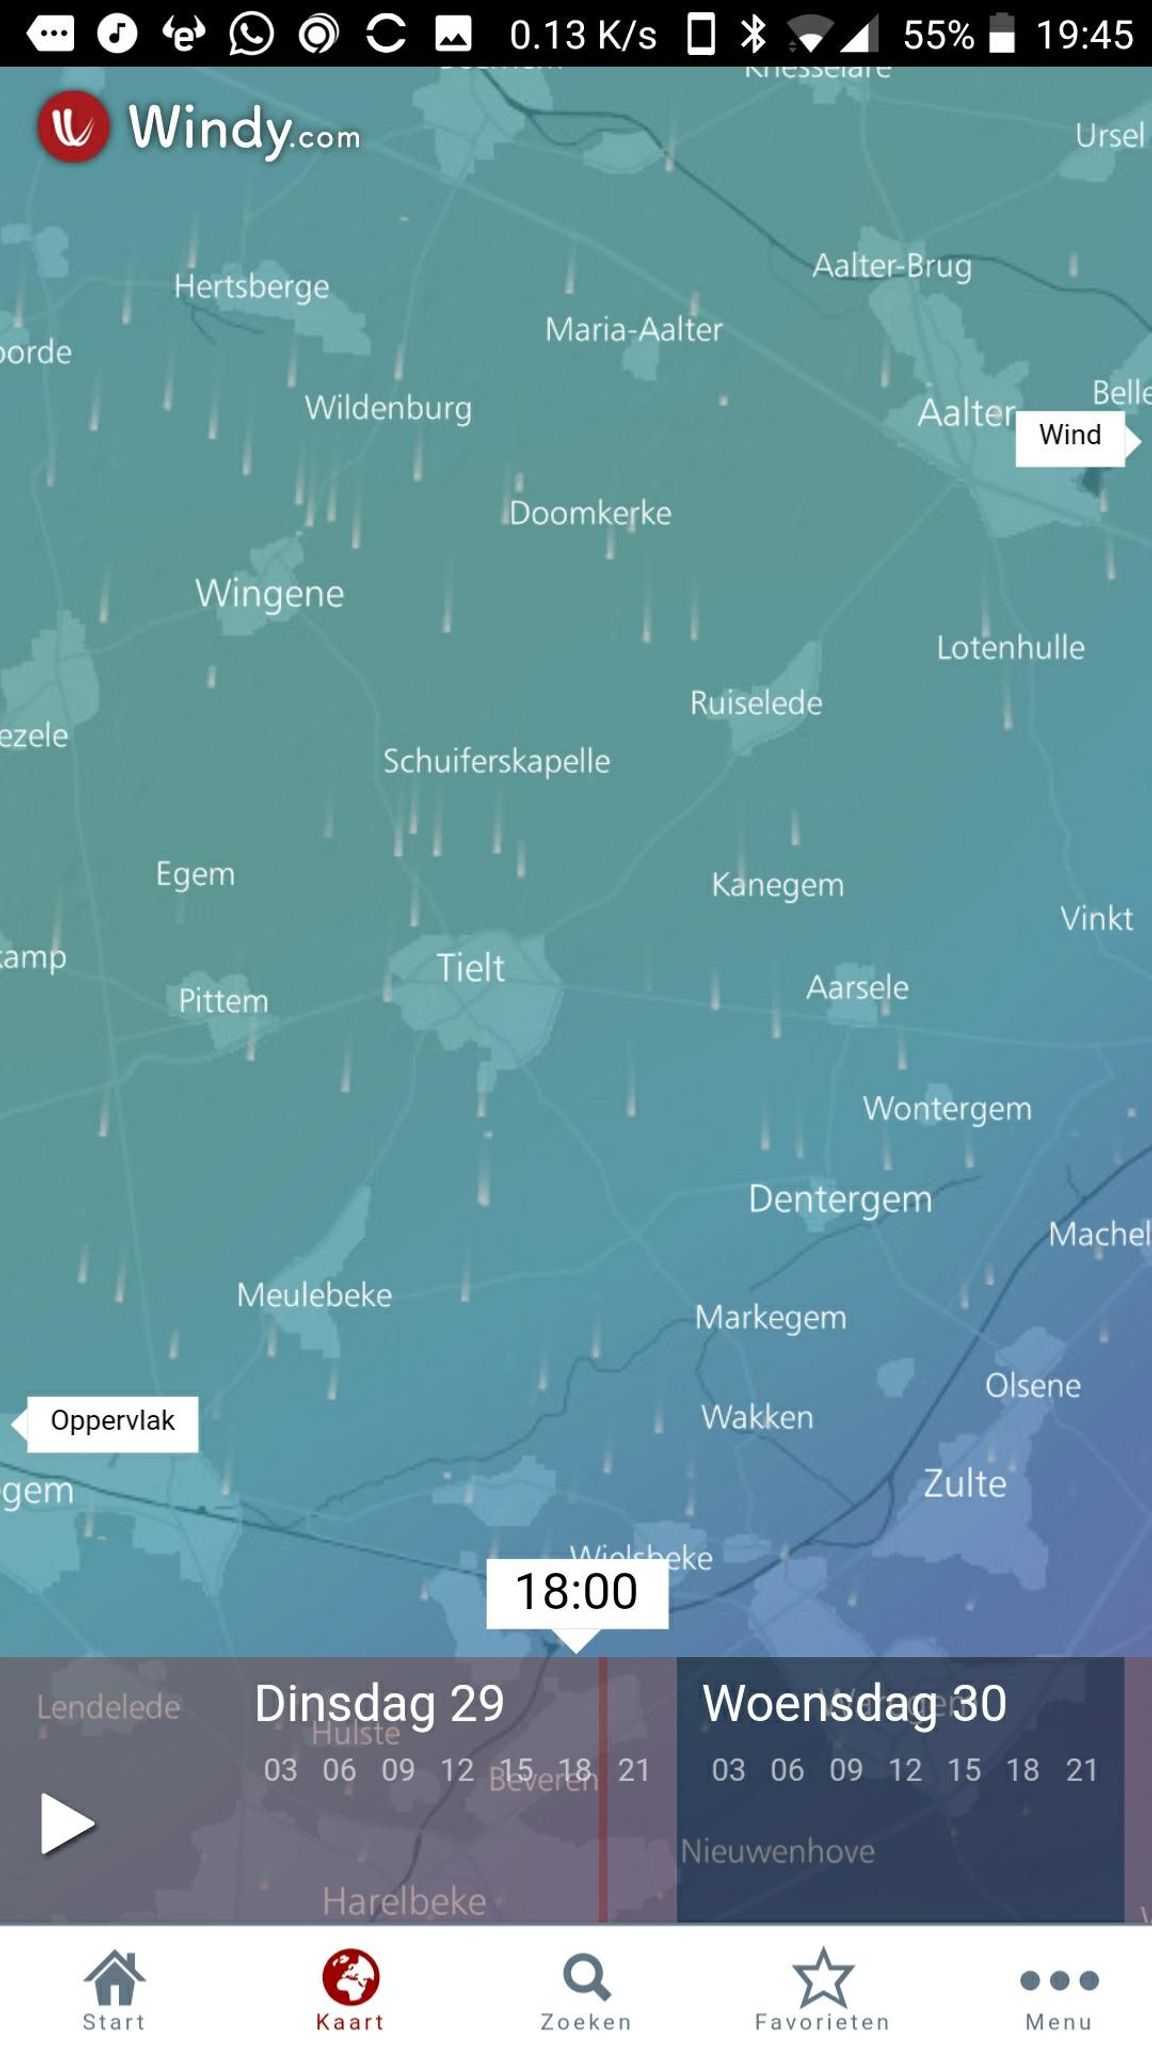 0.13 K/s 55% 19:45
Knesselare
Windy.com
Ursel
Aalter-Brug
Hertsberge
Maria-Aalter
oorde
Belle
Wildenburg
Aalter
Wind
Doomkerke
Wingene
Lotenhulle
Ruiselede
ezele
Schuiferskapelle
Egem
Kanegem
Vinkt
kamp
Tielt
Aarsele
Pittem
Wontergem
Dentergem
Machel
Meulebeke
Markegem
Olsene
Wakken
Oppervlak
Zulte
gem
Wielsbeke
18:00
Dinsdag 29 Woensdag 30
Lendelede
Hulste
03 06 09 12 15 18 21 03 06 09 12 15 18 21
Beveren
Nieuwenhove
Harelbeke
Start Kaart Zoeken Favorieten Menu